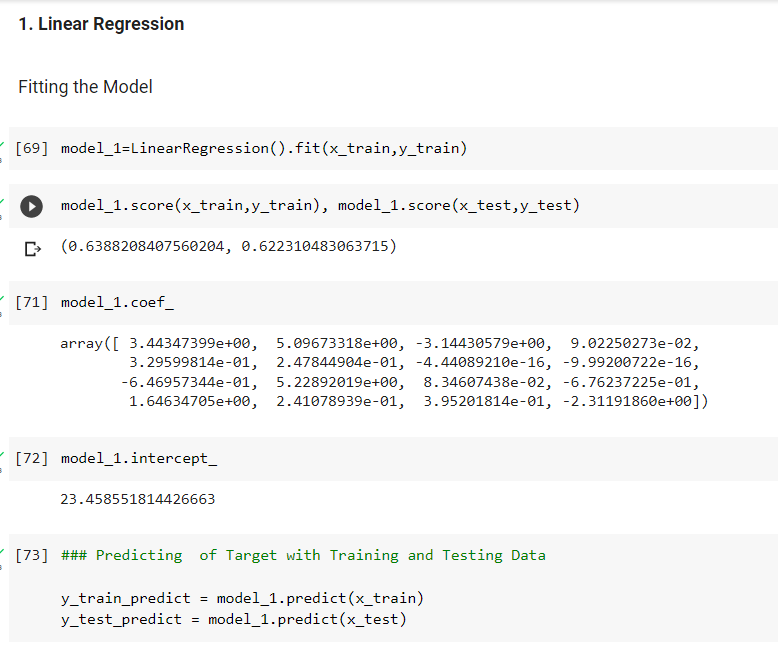 1. Linear Regression
Fitting the Model
[69] model_1=LinearRegression().fit(x_train,y_train)
model_1.score(x_train,y_train), model_1.score(x_test,y_test)
(0.6388208407560204, 0.622310483063715)
[71] model_1.coef_
array([ 3.44347399e+00,  5.09673318e+00, -3.14430579e+00,  9.02250273e-02,
3.29599814e-01,  2.47844904e-01, -4.44089210e-16, -9.99200722e-16,
-6.46957344e-01,  5.22892019e+00,  8.34607438e-02, -6.76237225e-01,
1.64634705e+00,  2.41078939e-01,  3.95201814e-01, -2.31191860e+00])
[72] model_1.intercept_
23.458551814426663
[73] ### Predicting  of Target with Training and Testing Data
y_train_predict = model_1.predict(x_train)
y_test_predict = model_1.predict(x_test)